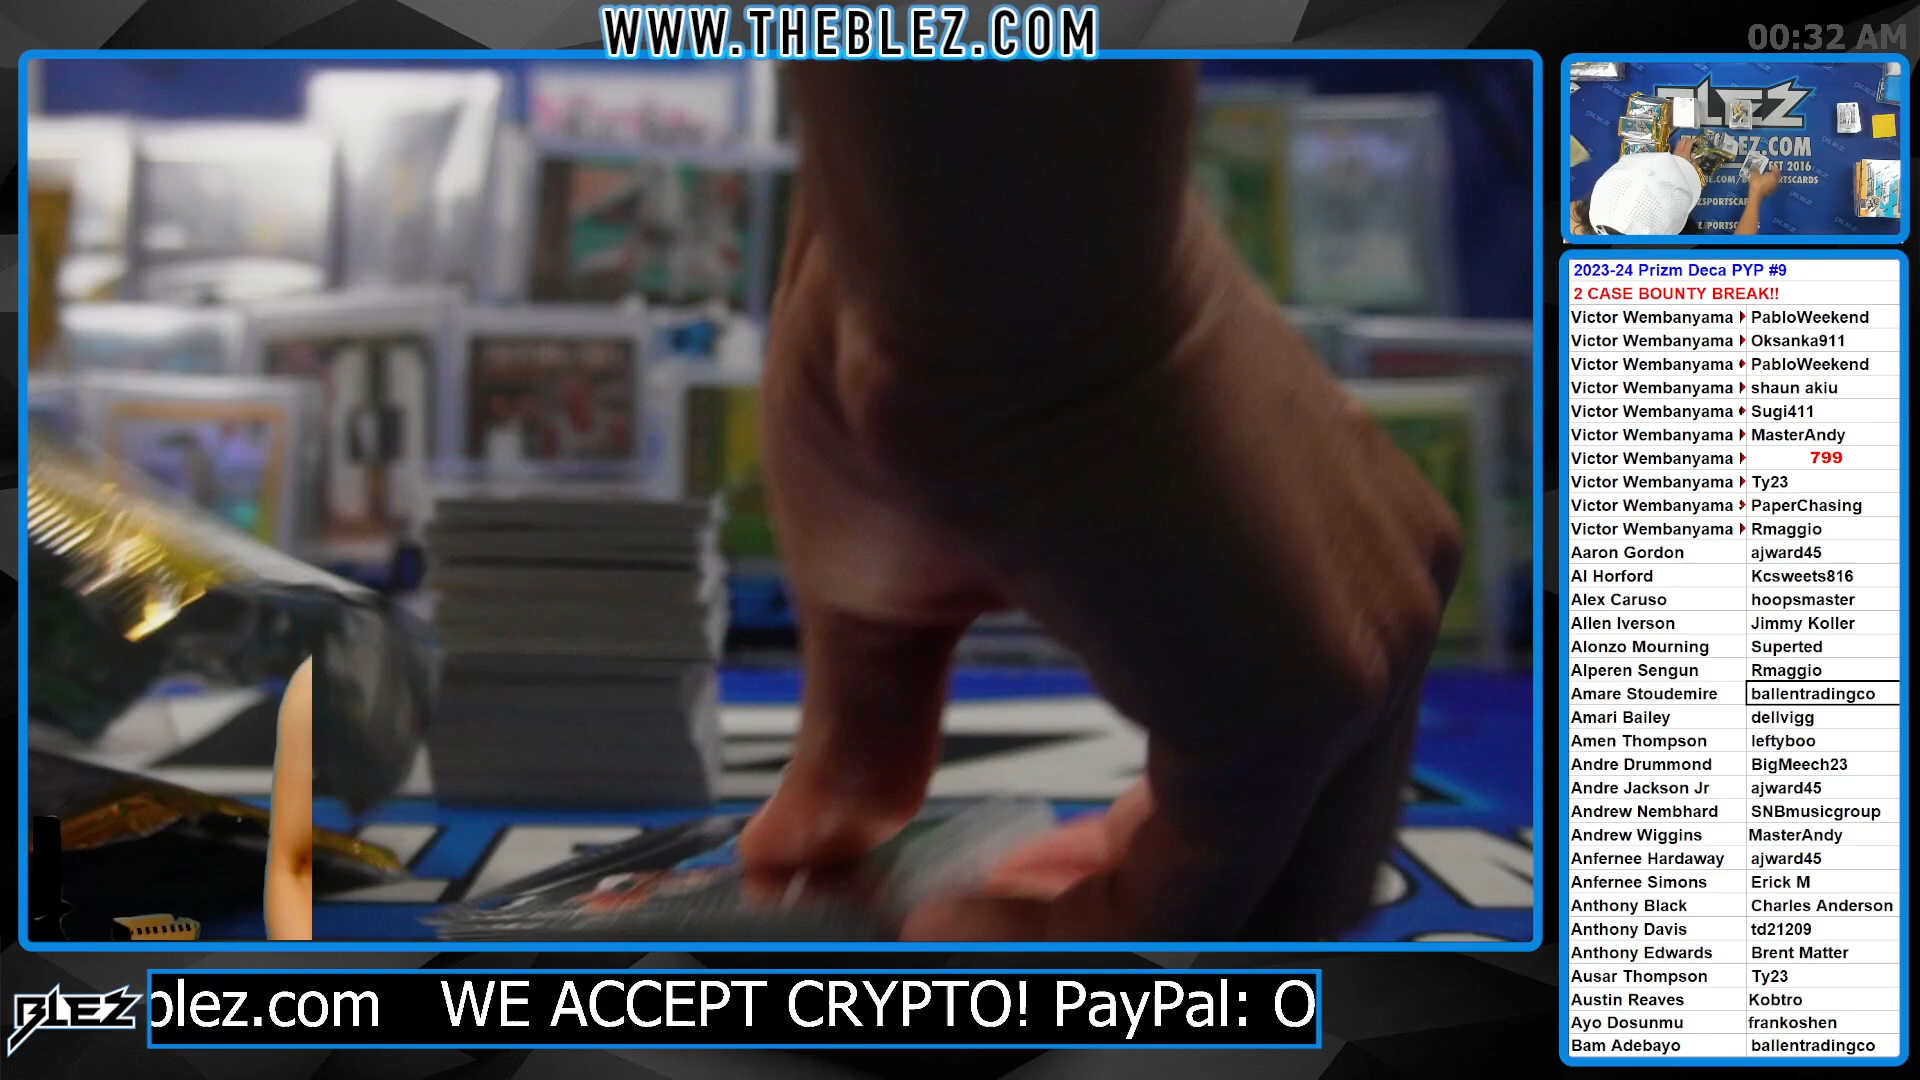 WWW.THEBLEZ.COM
00:32 AM
BLEZ
EZ.COM
EST 2016
2023-24 Prizm Deca PYP #9
2 CASE BOUNTY BREAK!!
Victor Wembanyama PabloWeekend
Victor Wembanyama Oksanka911
Victor Wembanyama PabloWeekend
Victor Wembanyama shaun akiu
Victor Wembanyama Sugi411
Victor Wembanyama MasterAndy
Victor Wembanyama 799
Victor Wembanyama Ty23
Victor Wembanyama PaperChasing
Victor Wembanyama Rmaggio
Aaron Gordon ajward45
Al Horford Kcsweets816
Alex Caruso hoopsmaster
Allen Iverson Jimmy Koller
Alonzo Mourning Superted
Alperen Sengun Rmaggio
Amare Stoudemire ballentradingco
Amari Bailey dellvigg
Amen Thompson leftyboo
Andre Drummond BigMeech23
Andre Jackson Jr ajward45
Andrew Nembhard SNBmusicgroup
Andrew Wiggins MasterAndy
Anfernee Hardaway ajward45
Anfernee Simons Erick M
Anthony Black Charles Anderson
Anthony Davis td21209
Anthony Edwards Brent Matter
Ausar Thompson Ty23
Austin Reaves Kobtro
Ayo Dosunmu frankoshen
Bam Adebayo ballentradingco
BLEZ
blez.com WE ACCEPT CRYPTO! PayPal: O